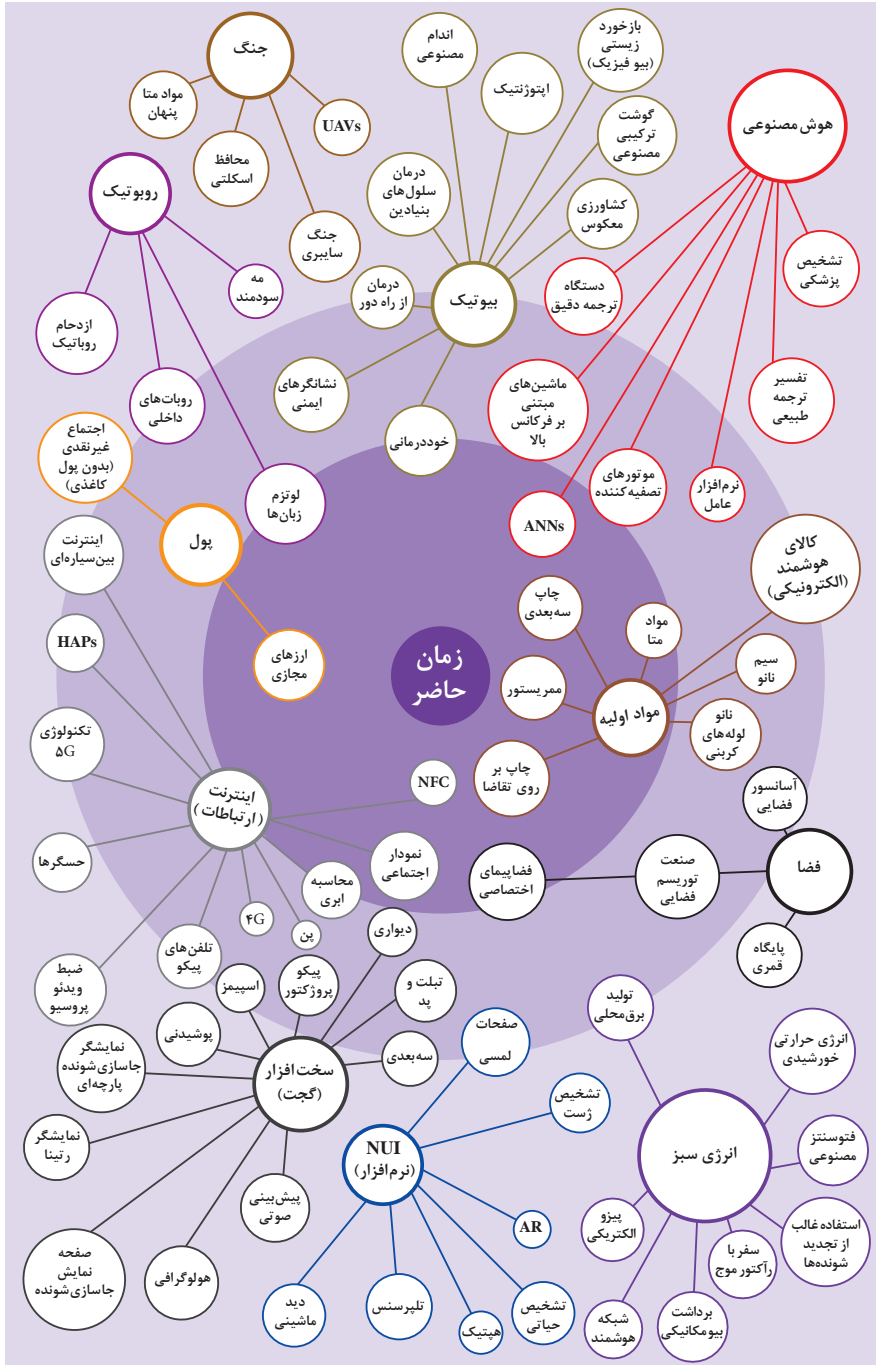 جنگ
مواد متا
پنهان
محافظ
اسکلتی
جنگ
سایبری
UAVs
روبوتیک
ازدحام
روباتیک
روبات‌های
داخلی
لوتزم
زبان‌ها
مه
سودمند
بیوتیک
اندام
مصنوعی
اپتوژنتیک
بازخورد
زیستی
(بیو فیزیک)
گوشت
ترکیبی
مصنوعی
کشاورزی
معکوس
درمان
سلول‌های
بنیادین
درمان
از راه دور
نشانگرهای
ایمنی
خوددرمانی
هوش مصنوعی
تشخیص
پزشکی
تفسیر
ترجمه
طبیعی
نرم‌افزار
عامل
موتورهای
تصفیه‌کننده
ANNs
ماشین‌های
مبتنی
بر فرکانس
بالا
دستگاه
ترجمه دقیق
پول
اجتماع
غیرنقدی
(بدون پول
کاغذی)
ارزهای
مجازی
زمان
حاضر
مواد اولیه
چاپ
سه‌بعدی
مواد
متا
کالای
هوشمند
(الکترونیکی)
سیم
نانو
نانو
لوله‌های
کربنی
ممریستور
چاپ بر
روی تقاضا
اینترنت
(ارتباطات)
اینترنت
بین‌سیاره‌ای
HAPs
تکنولوژی
۵G
حسگرها
ضبط
ویدئو
پروسیو
تلفن‌های
پیکو
۴G
پن
محاسبه
ابری
نمودار
اجتماعی
NFC
فضا
آسانسور
فضایی
صنعت
توریسم
فضایی
فضاپیمای
اختصاصی
پایگاه
قمری
سخت‌افزار
(گجت)
دیواری
پیکو
پروژکتور
اسپیمز
تبلت و
پد
سه‌بعدی
پوشیدنی
نمایشگر
جاسازی‌شونده
پارچه‌ای
نمایشگر
رتینا
صفحه
نمایش
جاسازی‌شونده
هولوگرافی
پیش‌بینی
صوتی
NUI
(نرم‌افزار)
صفحات
لمسی
تشخیص
ژست
AR
تشخیص
حیاتی
هپتیک
تلپرسنس
دید
ماشینی
انرژی سبز
تولید
برق‌محلی
انرژی حرارتی
خورشیدی
فتوسنتز
مصنوعی
استفاده غالب
از تجدید
شونده‌ها
سفر با
رآکتور موج
برداشت
بیومکانیکی
شبکه
هوشمند
پیزو
الکتریکی